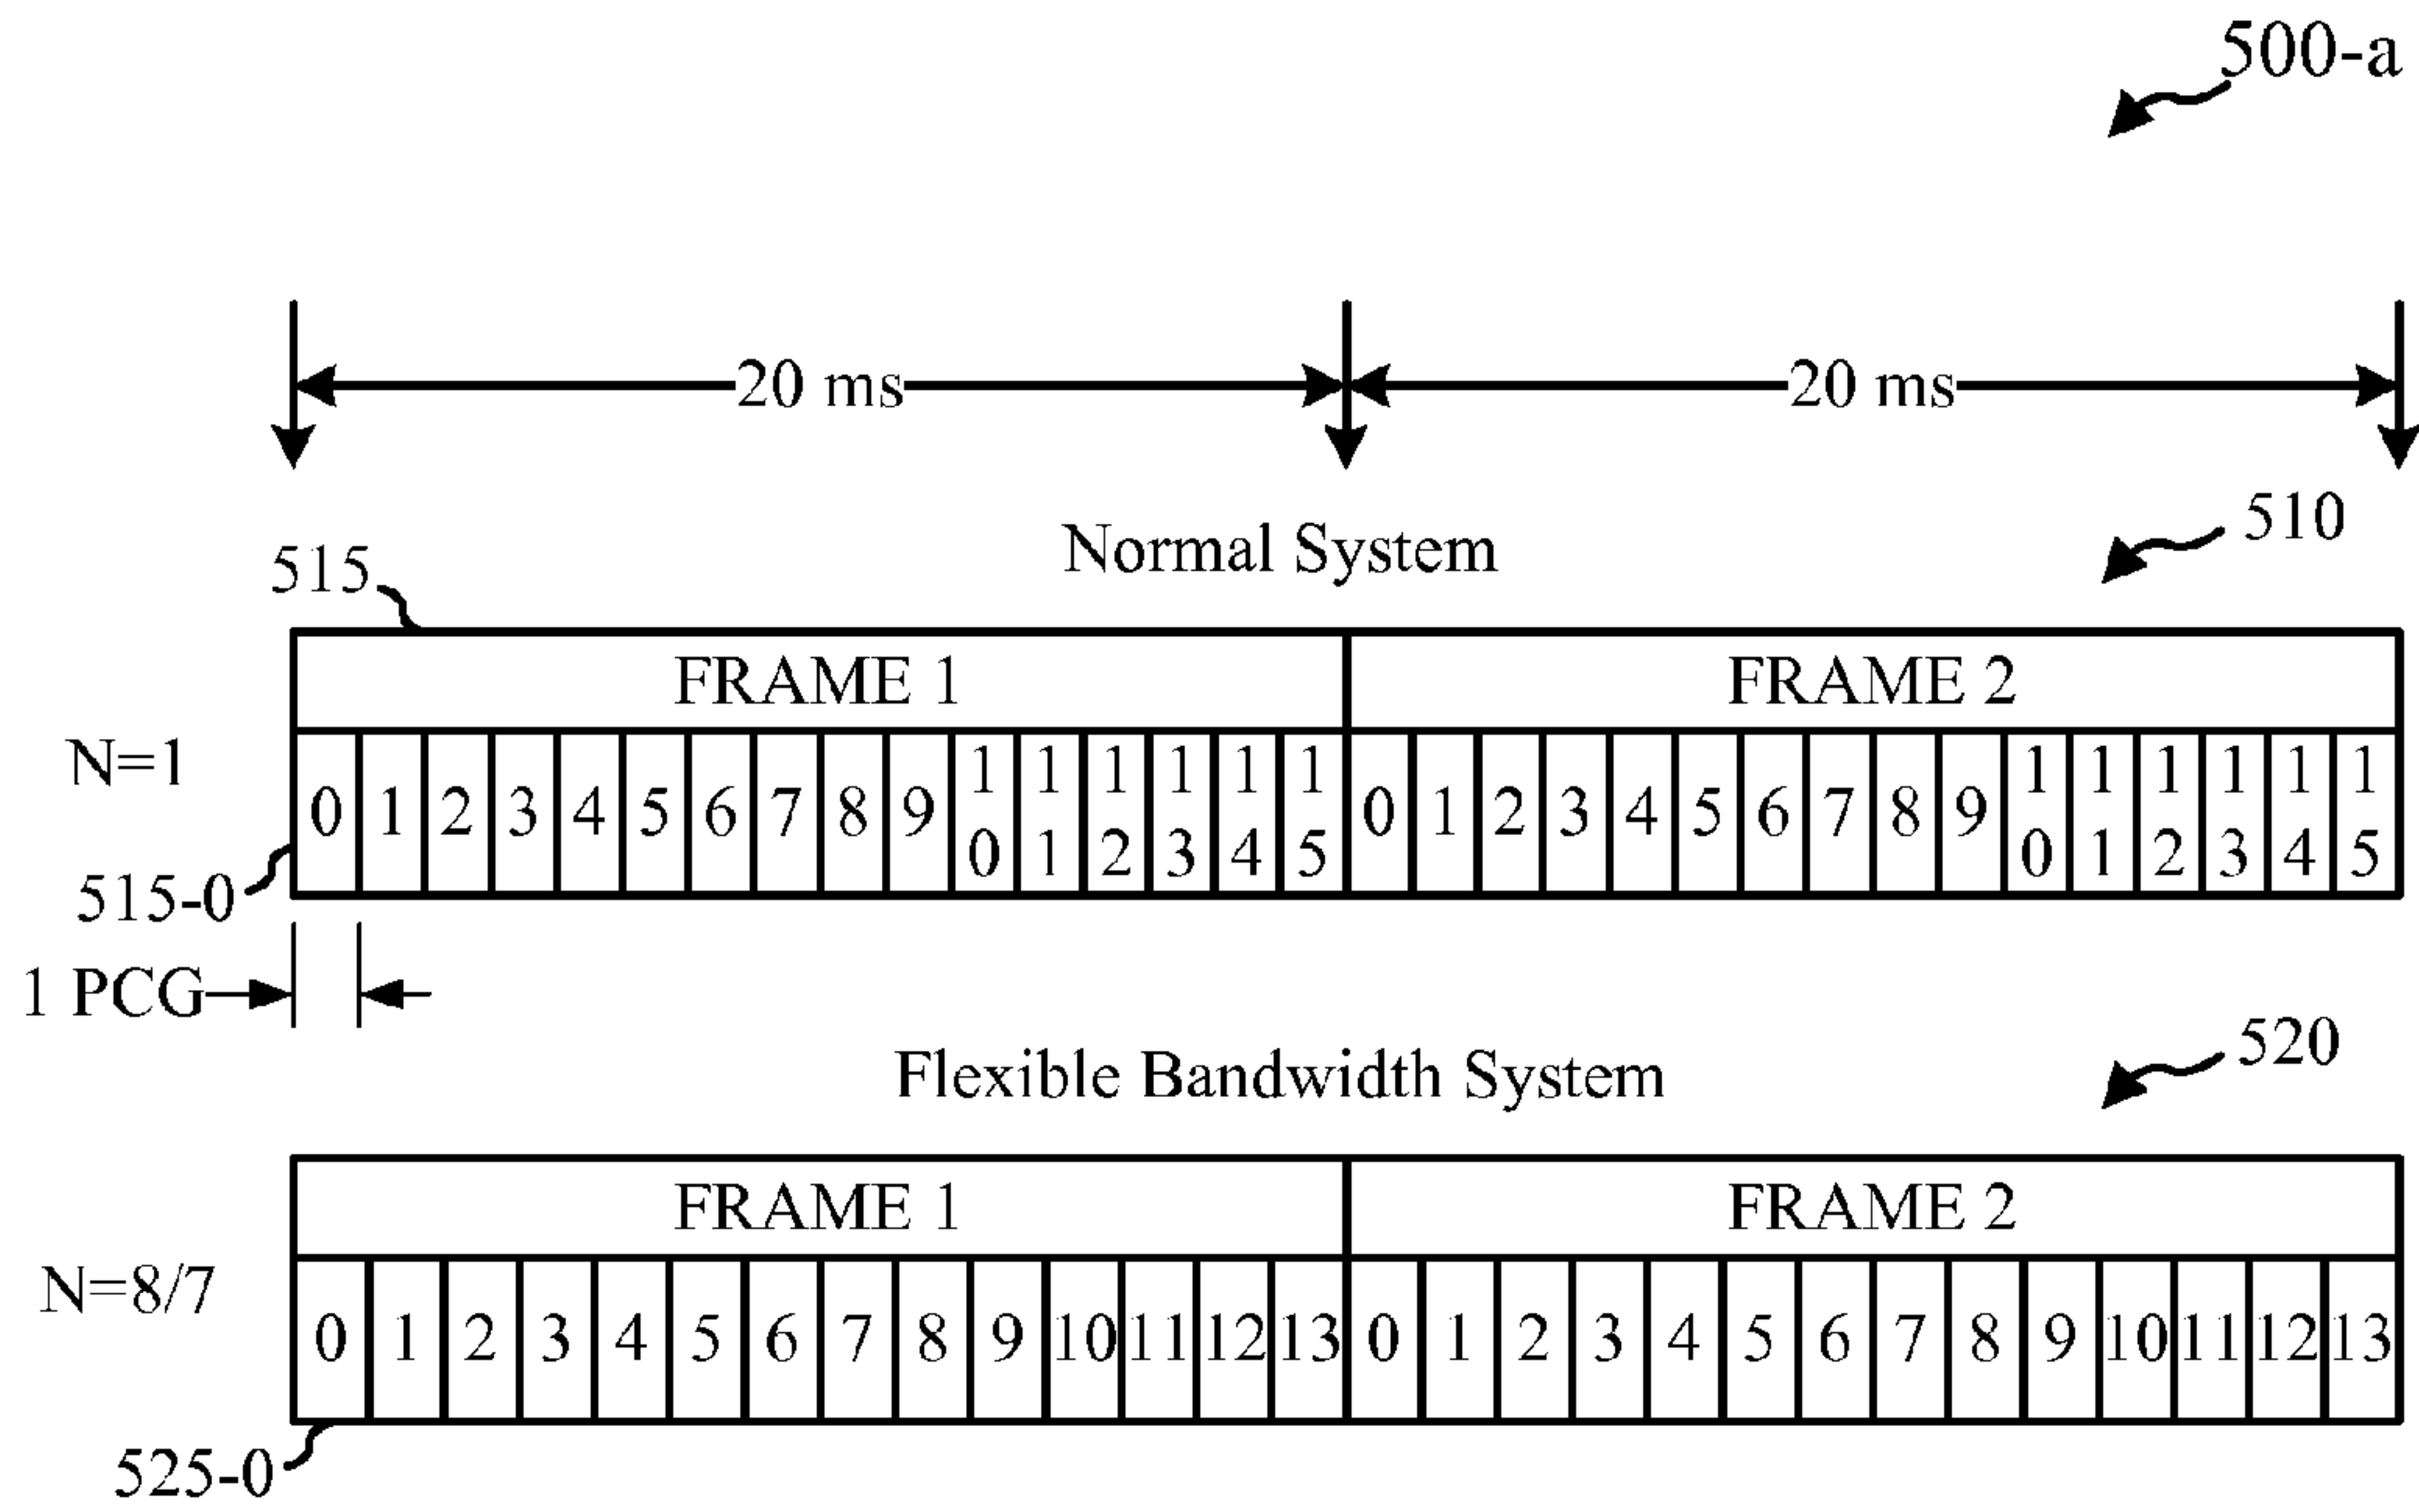 500-a
20 ms 20 ms
Normal System
510
515
FRAME 1 FRAME 2
N=1
0 1 2 3 4 5 6 7 8 9 10 11 12 13 14 15 0 1 2 3 4 5 6 7 8 9 10 11 12 13 14 15
515-0
1 PCG
Flexible Bandwidth System
520
FRAME 1 FRAME 2
N=8/7
0 1 2 3 4 5 6 7 8 9 10 11 12 13 0 1 2 3 4 5 6 7 8 9 10 11 12 13
525-0